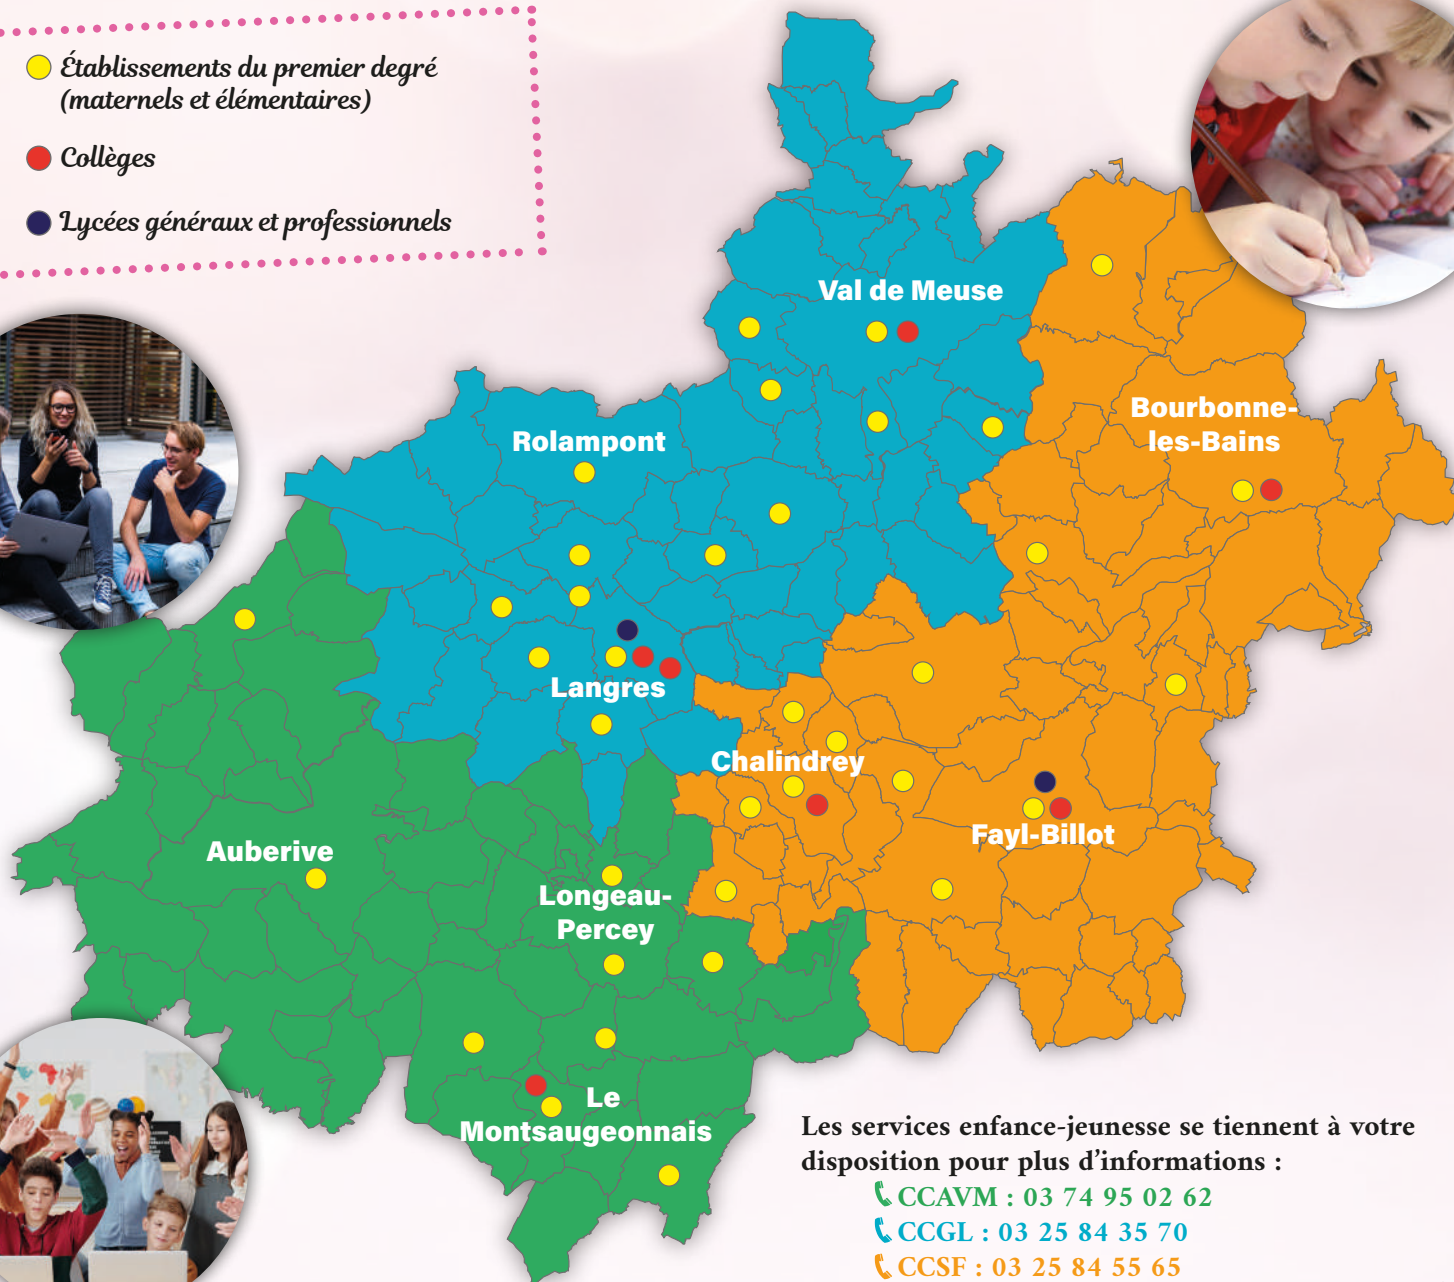 Établissements du premier degré
(maternels et élémentaires)
Collèges
Lycées généraux et professionnels
Val de Meuse
Bourbonne-
les-Bains
Rolampont
Langres
Chalindrey
Fayl-Billot
Auberive
Longeau-
Percey
Le
Montsaugeonnais
Les services enfance-jeunesse se tiennent à votre
disposition pour plus d'informations :
CCAVM : 03 74 95 02 62
CCGL : 03 25 84 35 70
CCSF : 03 25 84 55 65